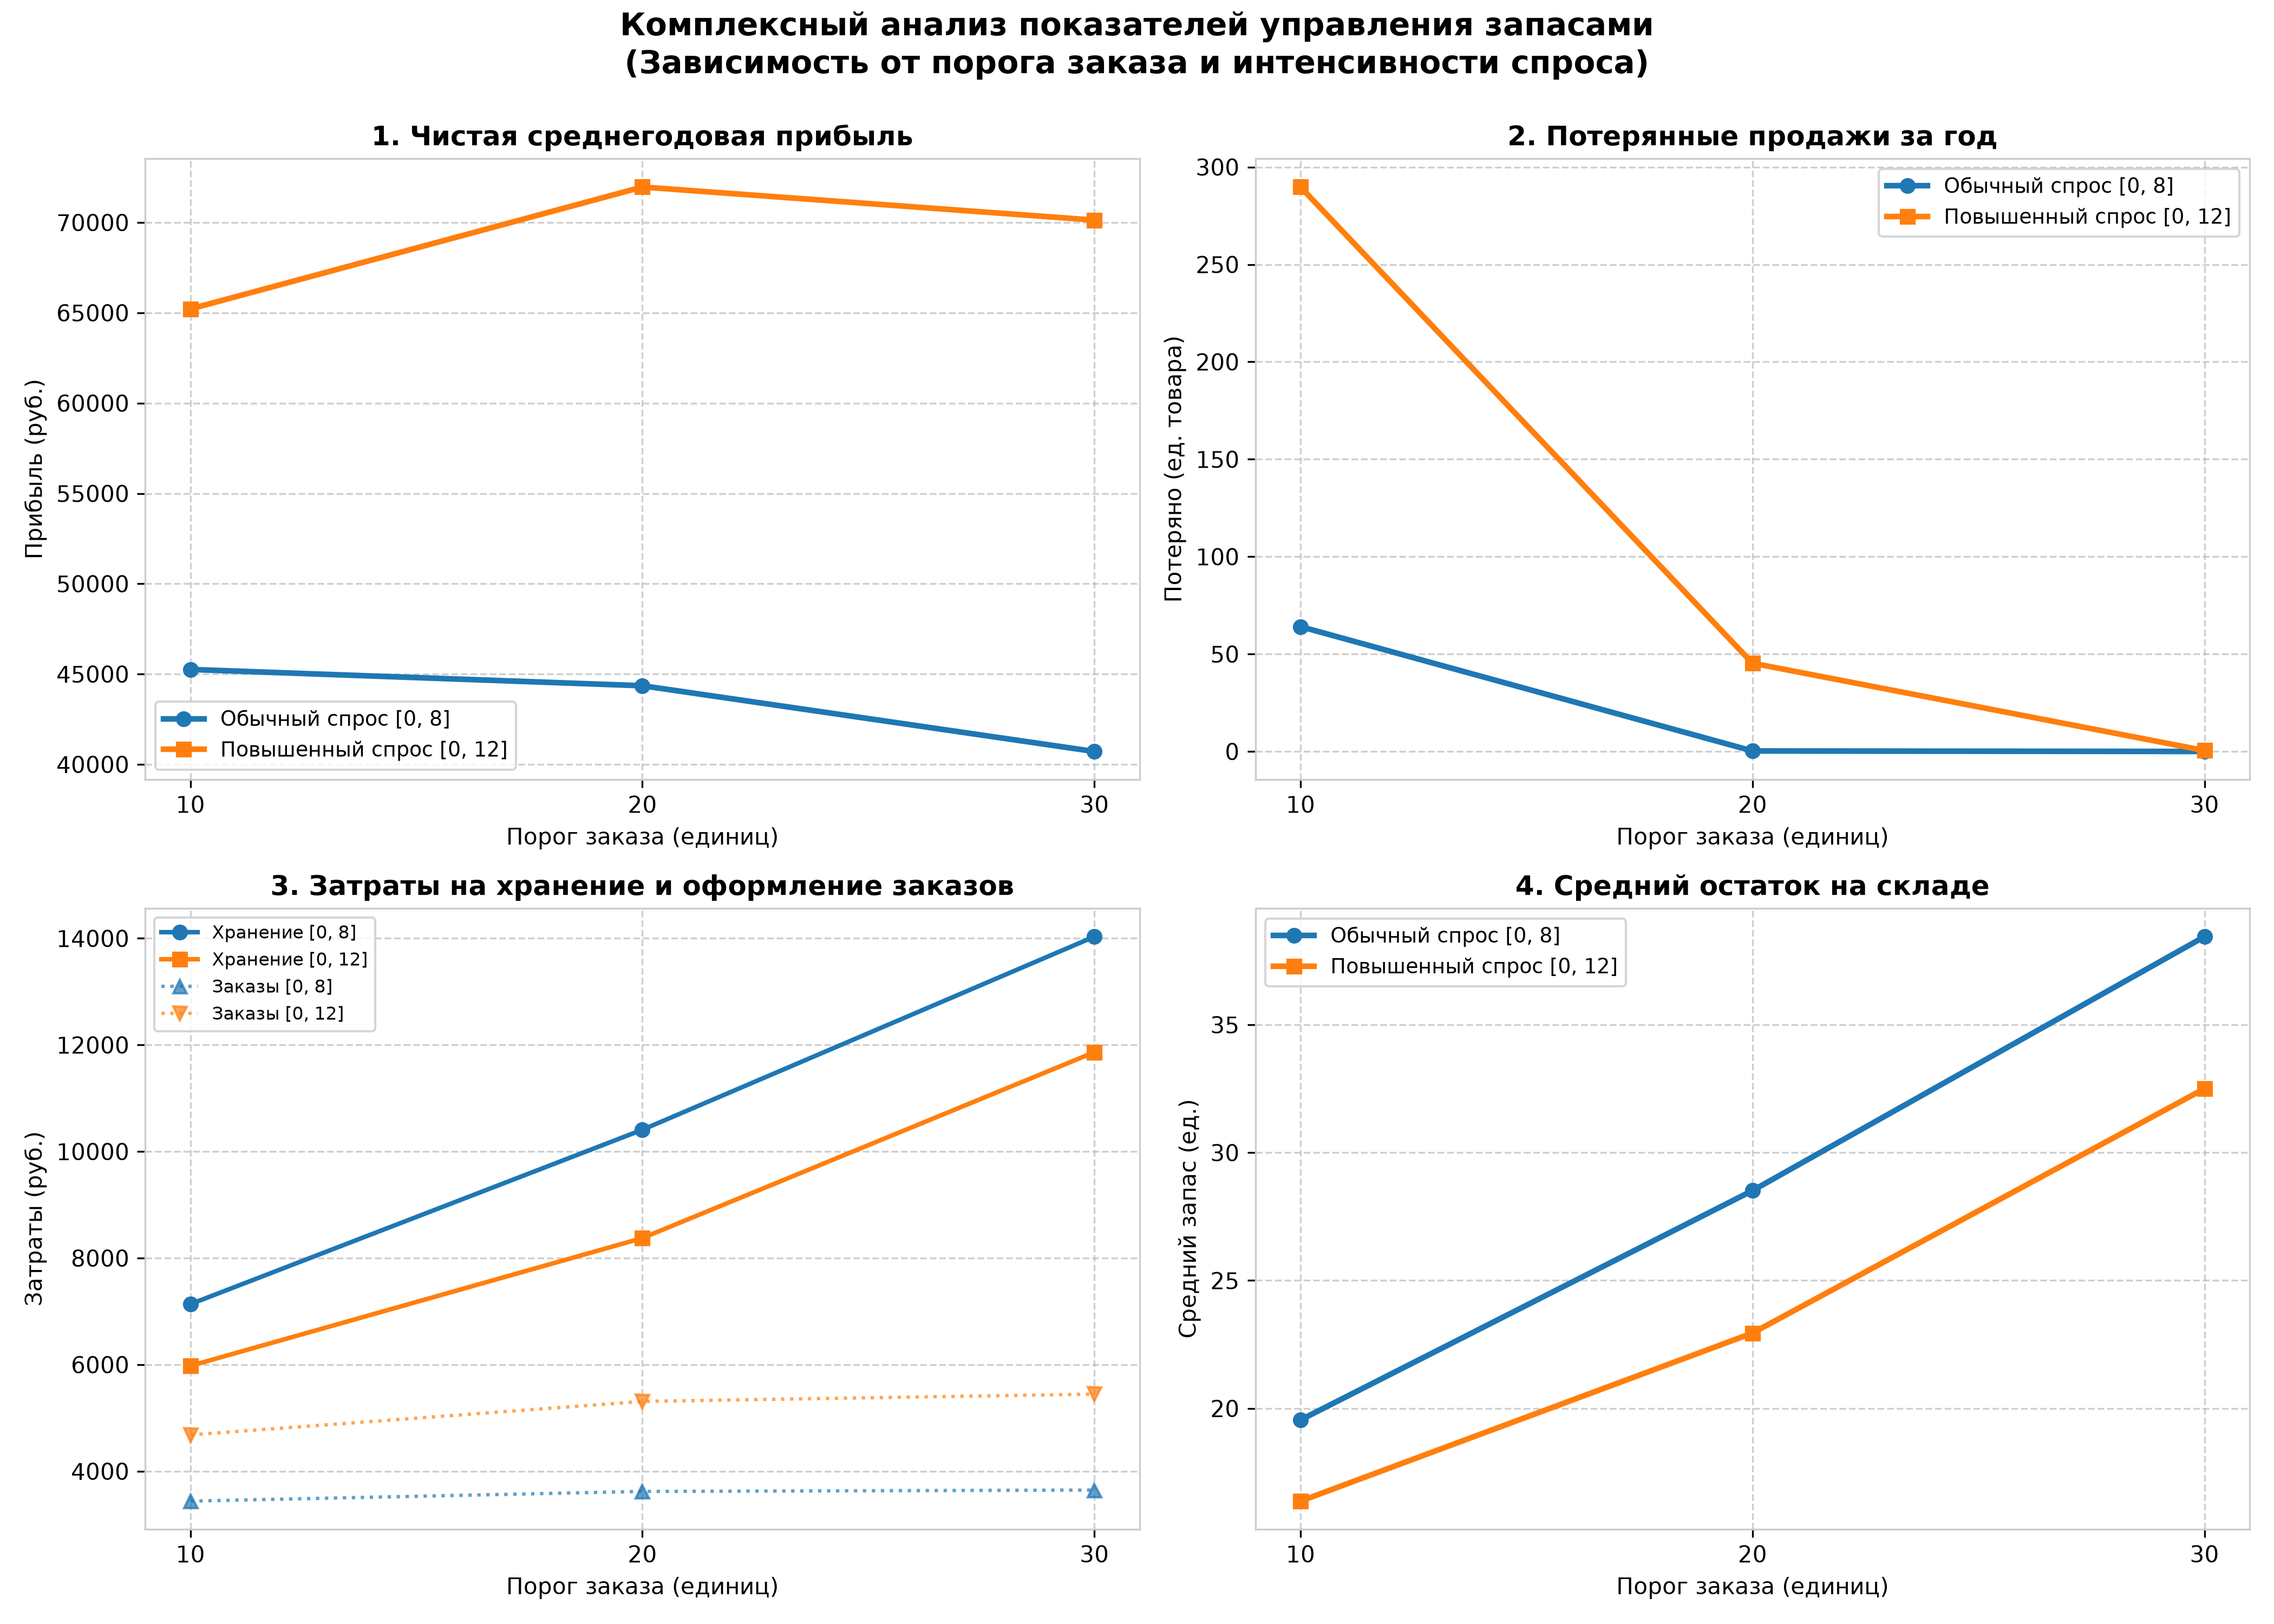 Комплексный анализ показателей управления запасами
(Зависимость от порога заказа и интенсивности спроса)
1. Чистая среднегодовая прибыль
Прибыль (руб.)
70000
65000
60000
55000
50000
45000
40000
Обычный спрос [0, 8]
Повышенный спрос [0, 12]
10
20
30
Порог заказа (единиц)
2. Потерянные продажи за год
Потеряно (ед. товара)
300
250
200
150
100
50
0
Обычный спрос [0, 8]
Повышенный спрос [0, 12]
10
20
30
Порог заказа (единиц)
3. Затраты на хранение и оформление заказов
Затраты (руб.)
14000
12000
10000
8000
6000
4000
Хранение [0, 8]
Хранение [0, 12]
Заказы [0, 8]
Заказы [0, 12]
10
20
30
Порог заказа (единиц)
4. Средний остаток на складе
Средний запас (ед.)
35
30
25
20
Обычный спрос [0, 8]
Повышенный спрос [0, 12]
10
20
30
Порог заказа (единиц)